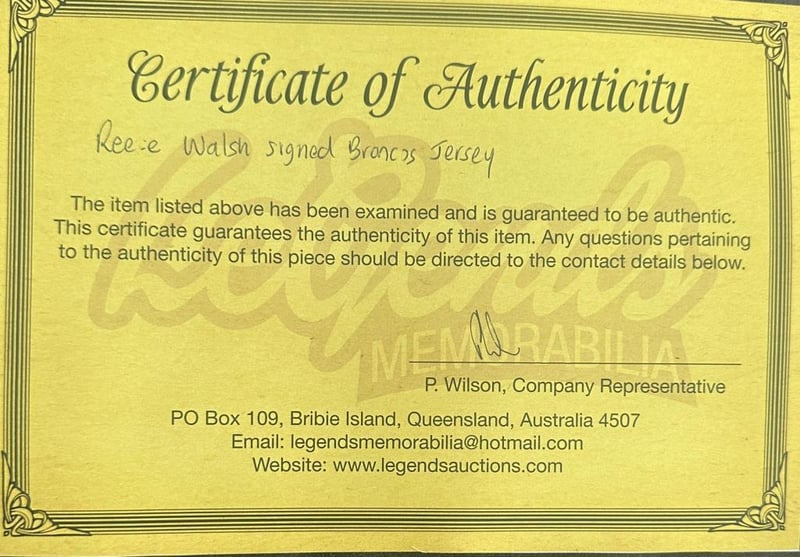 Certificate of Authenticity
Reece Walsh signed Broncos Jersey
The item listed above has been examined and is guaranteed to be authentic.
This certificate guarantees the authenticity of this item. Any questions pertaining
to the authenticity of this piece should be directed to the contact details below.
Legends
MEMORABILIA
P. Wilson, Company Representative
PO Box 109, Bribie Island, Queensland, Australia 4507
Email: legendsmemorabilia@hotmail.com
Website: www.legendsauctions.com